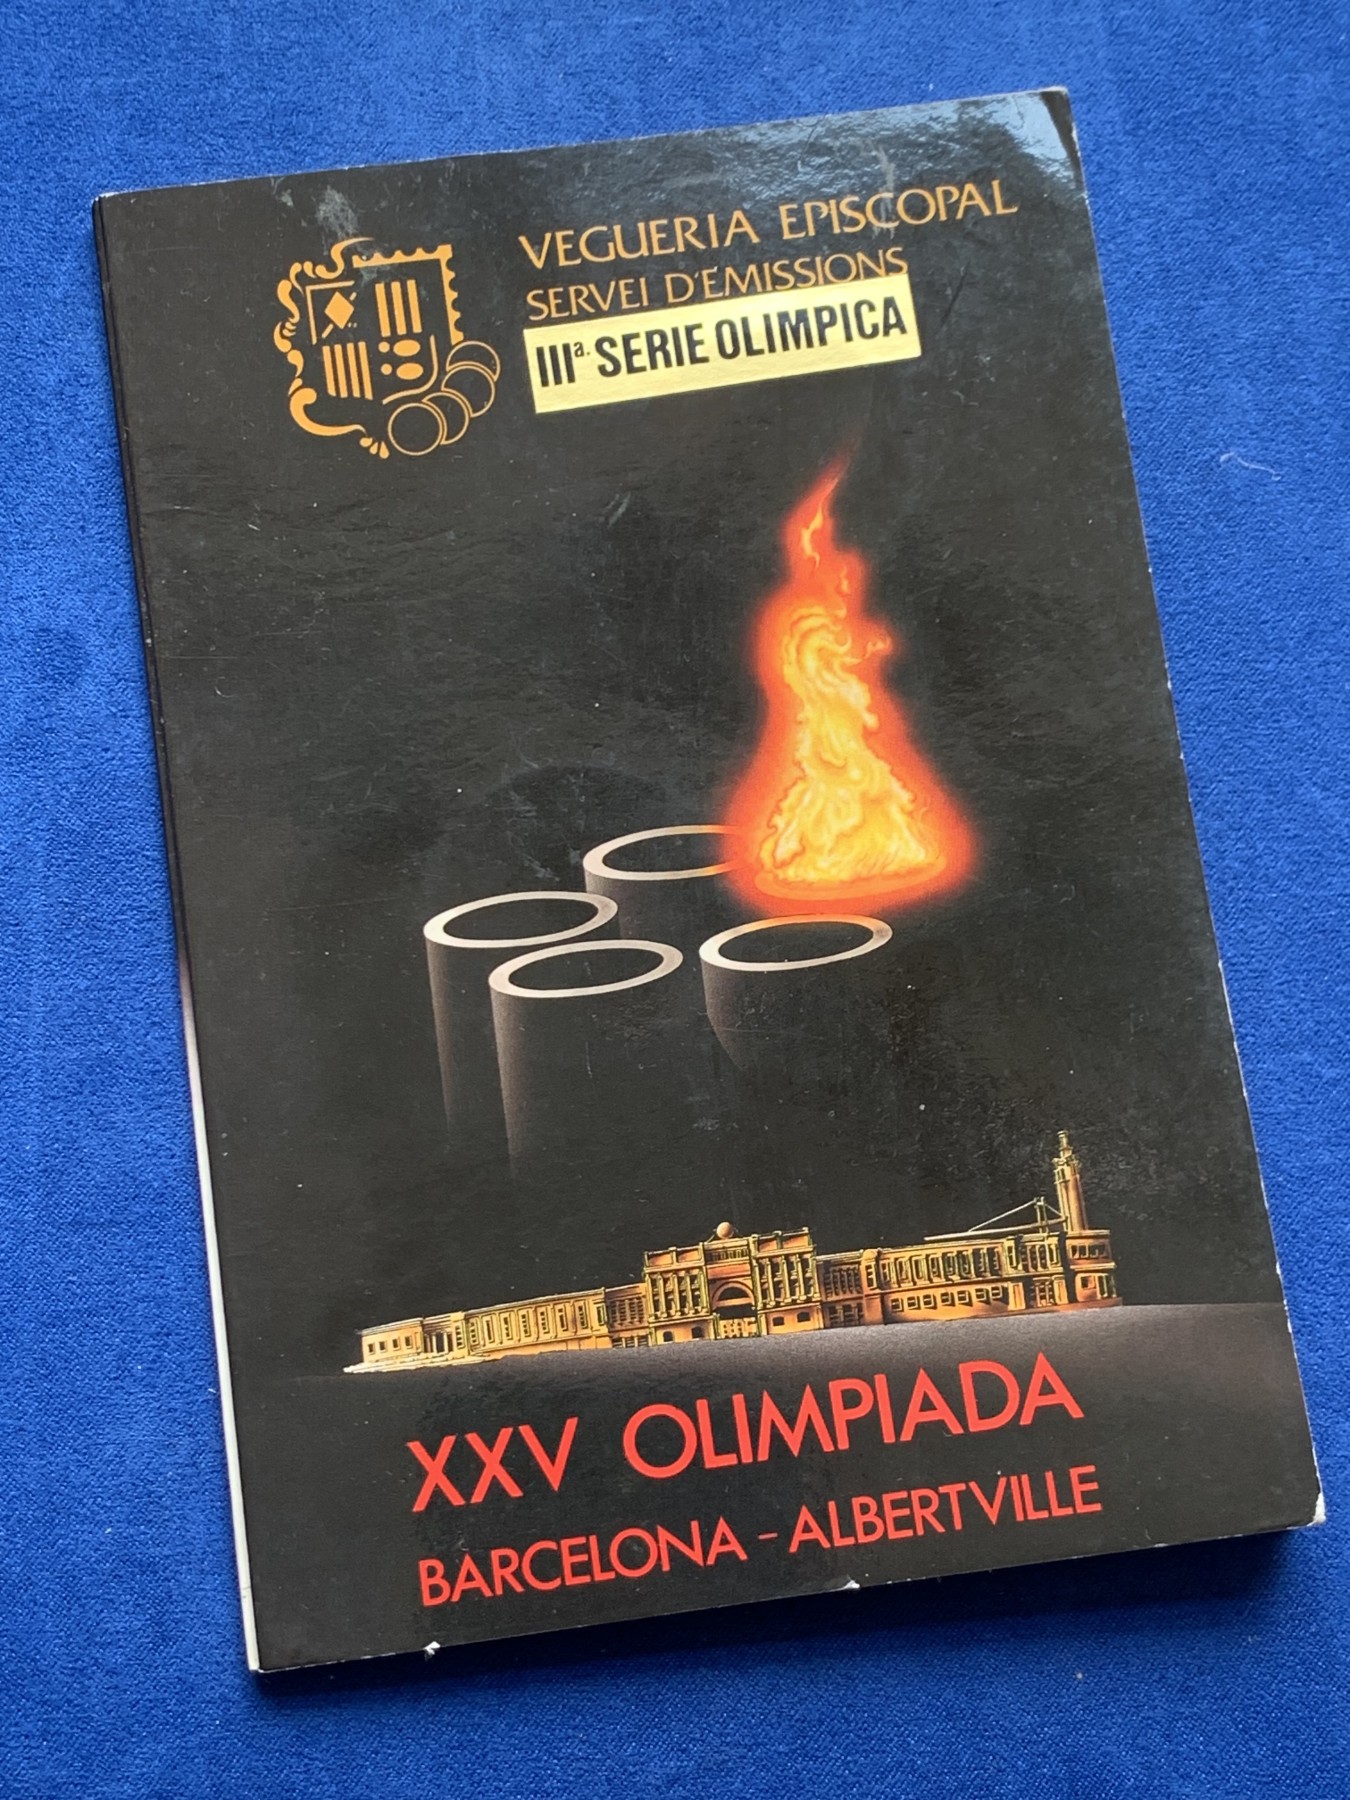 VEGUERIA EPISCOPAL
SERVEI D'EMISSIONS
IIIª. SERIE OLIMPICA
XXV OLIMPIADA
BARCELONA - ALBERTVILLE